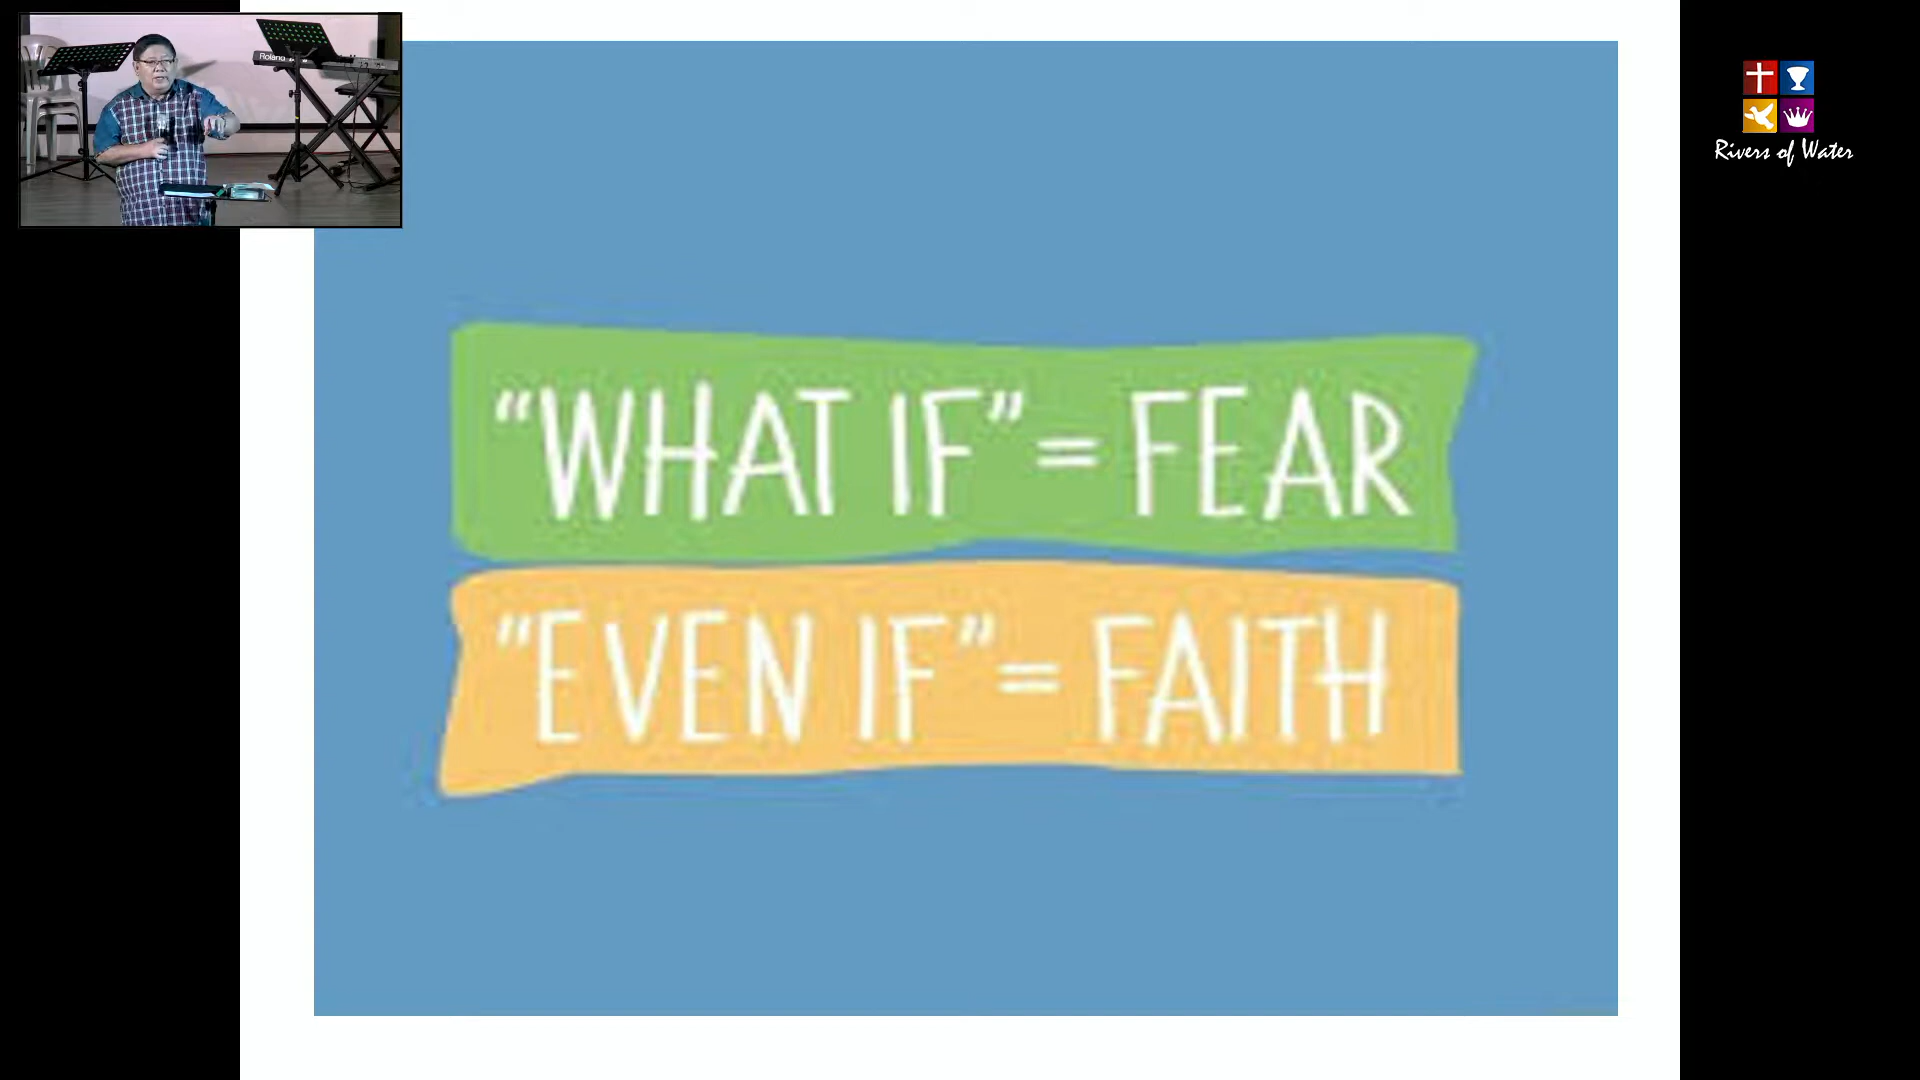 Roland
Rivers of Water
“WHAT IF” = FEAR
“EVEN IF” = FAITH